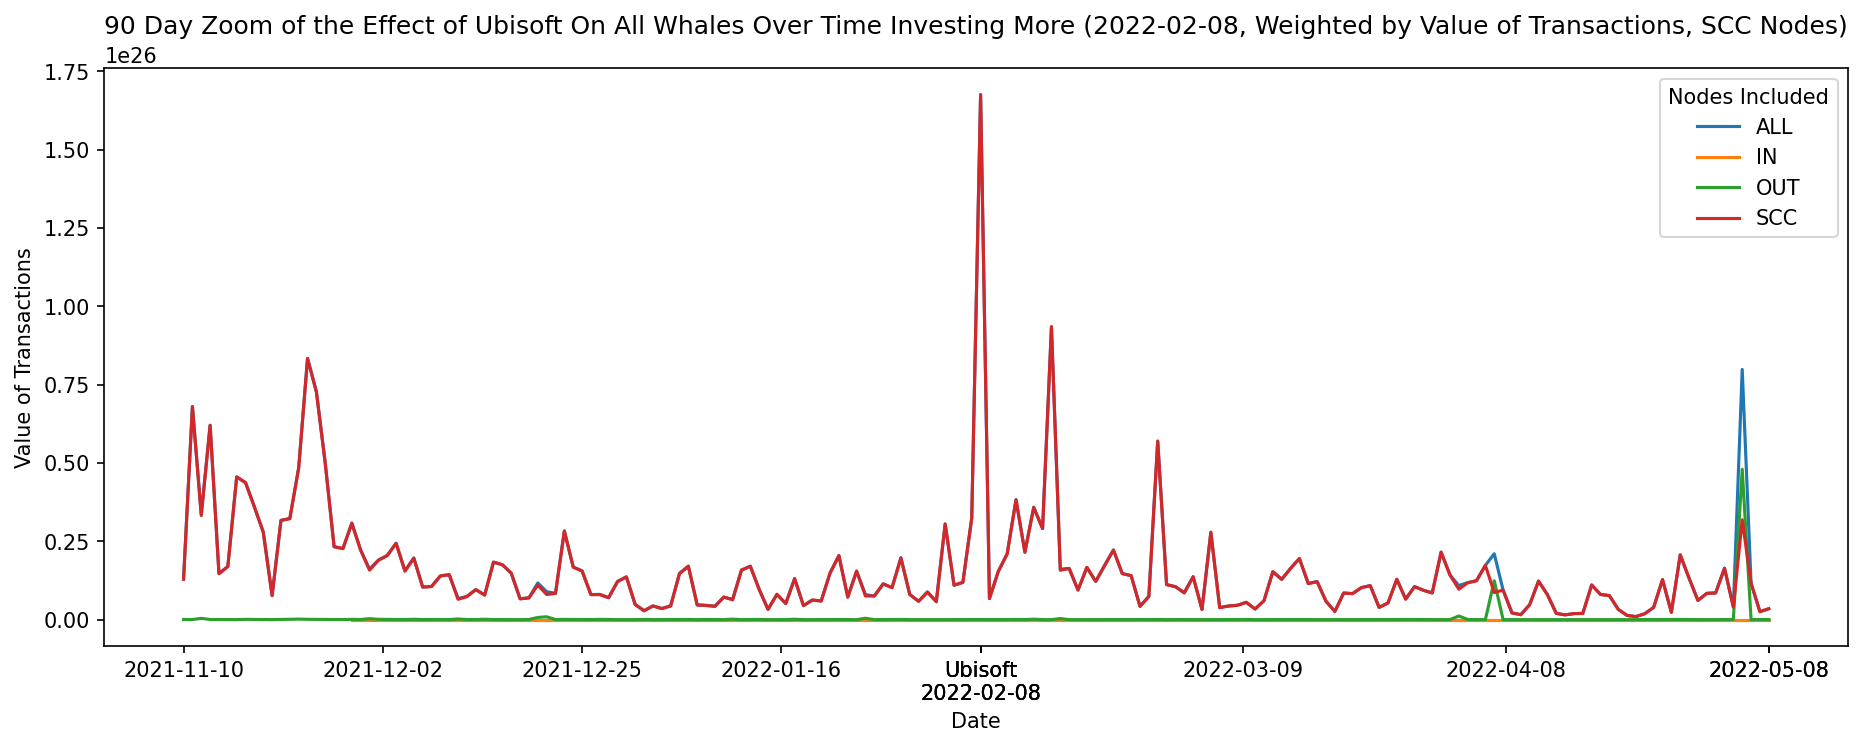 90 Day Zoom of the Effect of Ubisoft On All Whales Over Time Investing More (2022-02-08, Weighted by Value of Transactions, SCC Nodes)
1e26
1.75
1.50
1.25
1.00
0.75
0.50
0.25
0.00
Value of Transactions
Nodes Included
ALL
IN
OUT
SCC
2021-11-10
2021-12-02
2021-12-25
2022-01-16
Ubisoft
2022-02-08
2022-03-09
2022-04-08
2022-05-08
Date